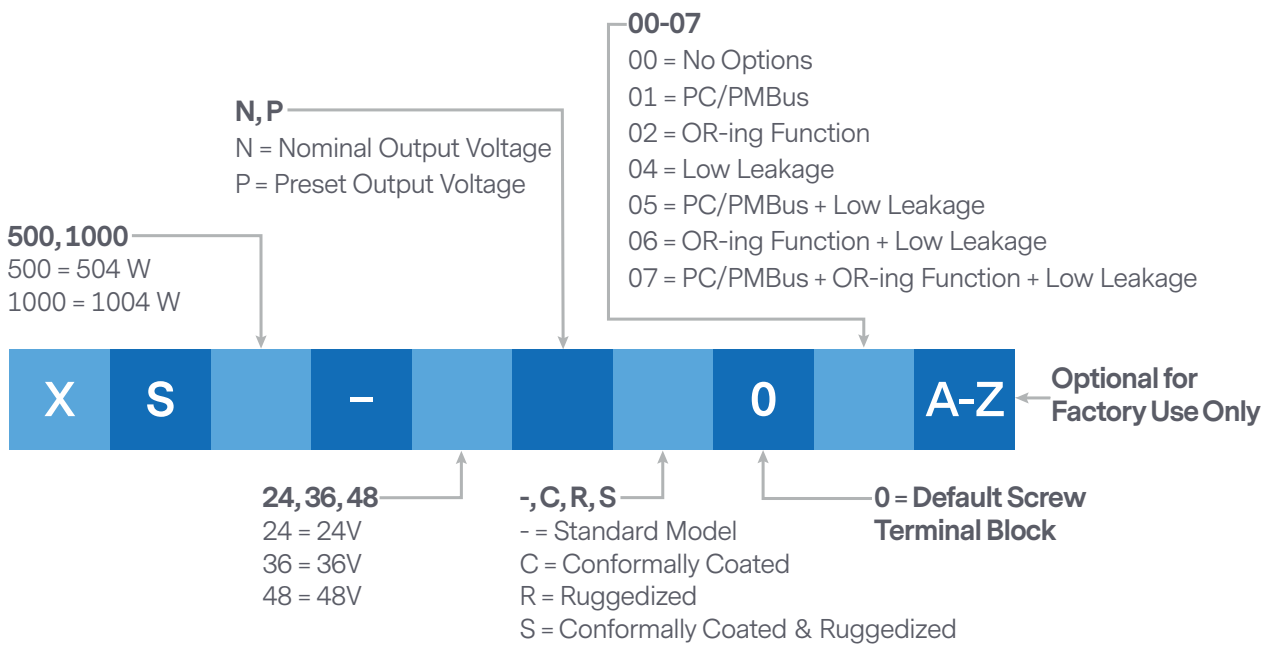 00-07
00 = No Options
01 = PC/PMBus
02 = OR-ing Function
04 = Low Leakage
05 = PC/PMBus + Low Leakage
06 = OR-ing Function + Low Leakage
07 = PC/PMBus + OR-ing Function + Low Leakage
N, P
N = Nominal Output Voltage
P = Preset Output Voltage
500, 1000
500 = 504 W
1000 = 1004 W
X S – 0 A-Z
Optional for
Factory Use Only
24, 36, 48
24 = 24V
36 = 36V
48 = 48V
-, C, R, S
- = Standard Model
C = Conformally Coated
R = Ruggedized
S = Conformally Coated & Ruggedized
0 = Default Screw
Terminal Block